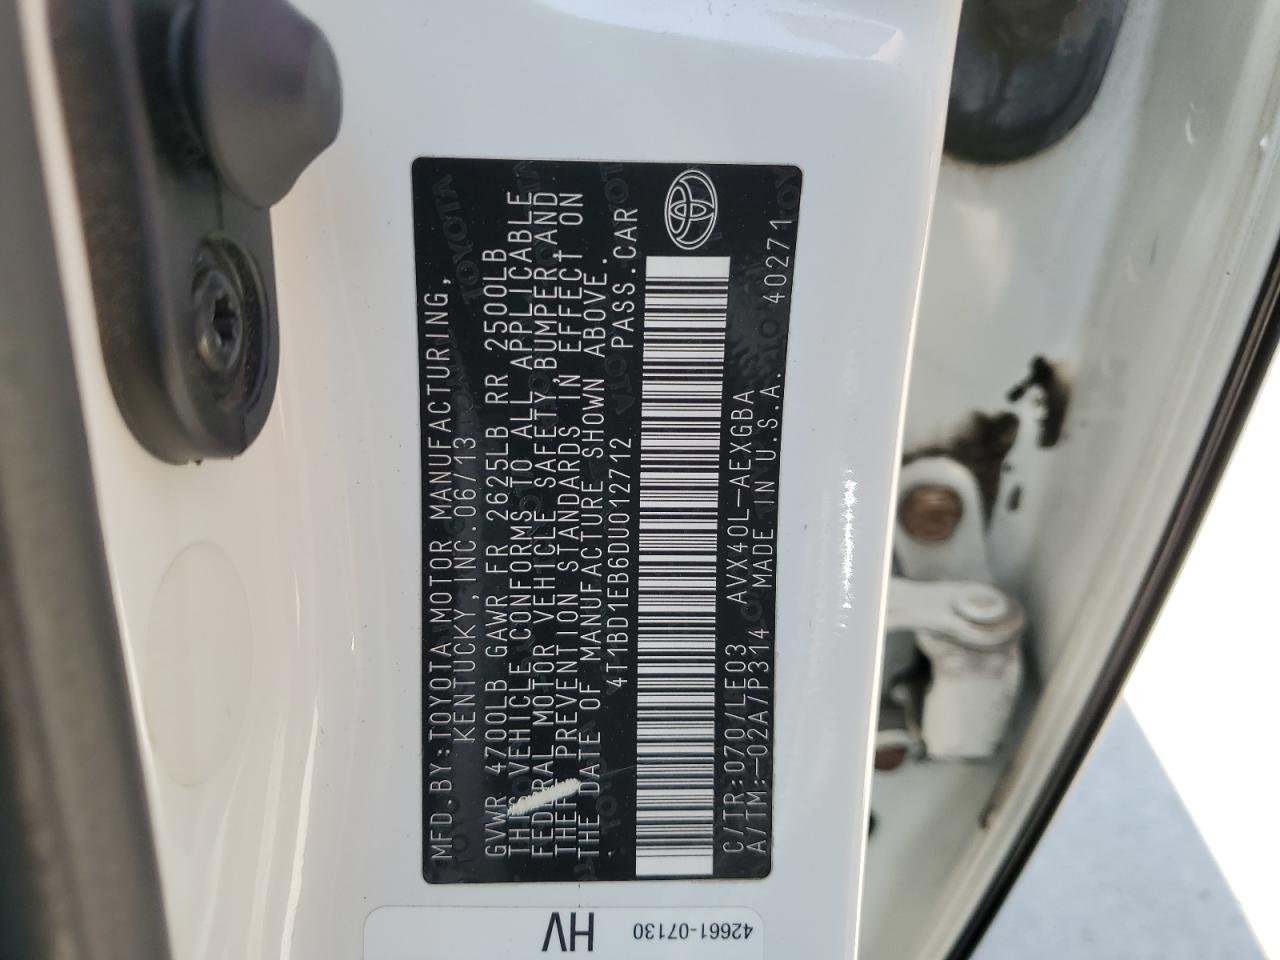 MFD.BY:TOYOTA MOTOR MANUFACTURING,
KENTUCKY,INC.06/13
GVWR 4700LB GAWR FR 2625LB RR 2500LB
THIS VEHICLE CONFORMS TO ALL APPLICABLE
FEDERAL MOTOR VEHICLE SAFETY,BUMPER,AND
THEFT PREVENTION STANDARDS IN EFFECT ON
THE DATE OF MANUFACTURE SHOWN ABOVE.
4T1BD1EB6DU012712 PASS.CAR
C/TR:070/LE03 AVX40L-AEXGBA
A/TM:-02A/P314 MADE IN U.S.A. 40271
HV
42661-07130